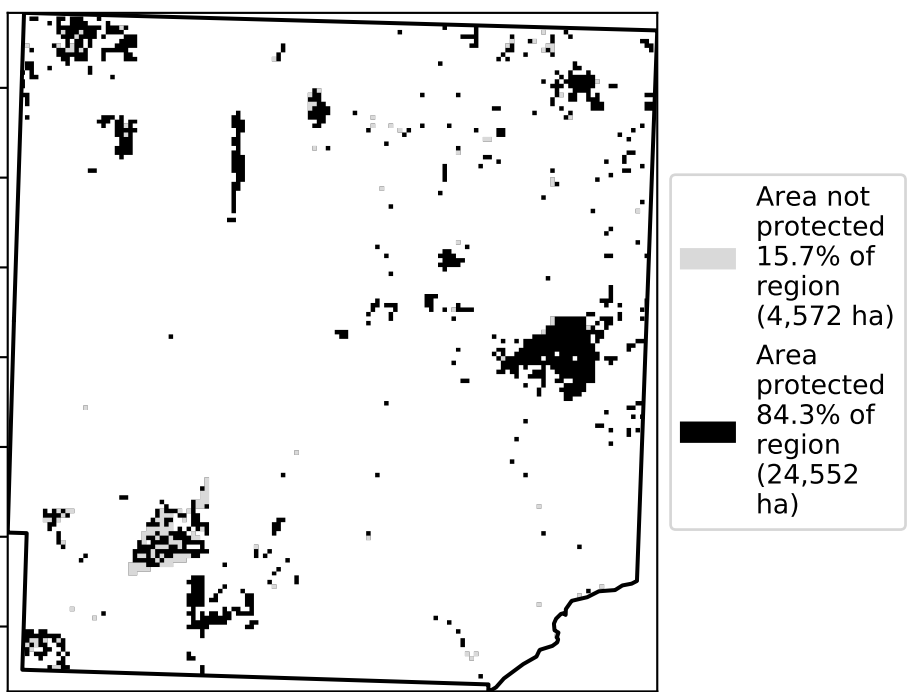 Area not
protected
15.7% of
region
(4,572 ha)
Area
protected
84.3% of
region
(24,552
ha)